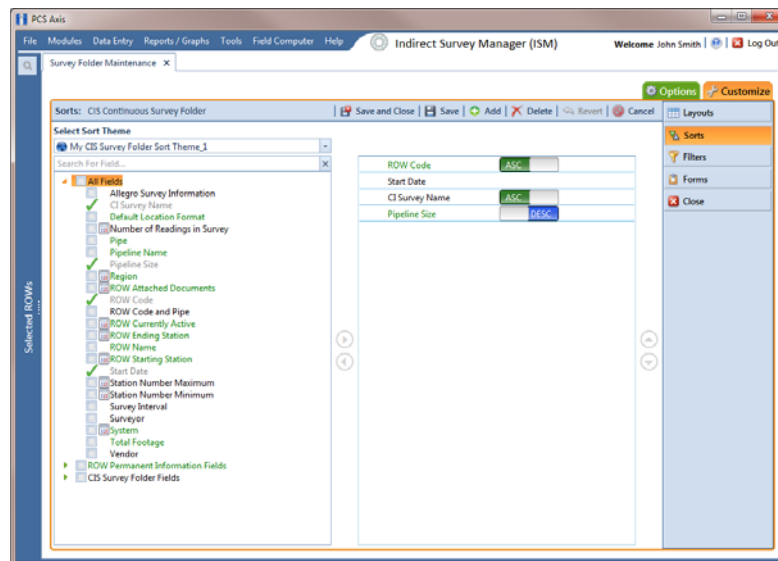 PCS Axis
File Modules Data Entry Reports / Graphs Tools Field Computer Help Indirect Survey Manager (ISM) Welcome John Smith | Log Out
Survey Folder Maintenance X
Options Customize
Sorts: CIS Continuous Survey Folder | Save and Close | Save | Add | Delete | Revert | Cancel
Layouts
Select Sort Theme
My CIS Survey Folder Sort Theme_1
Sorts
Search For Field... X
Filters
Forms
Close
All Fields
Allegro Survey Information
CI Survey Name
Default Location Format
Number of Readings in Survey
Pipe
Pipeline Name
Pipeline Size
Region
ROW Attached Documents
ROW Code
ROW Code and Pipe
ROW Currently Active
ROW Ending Station
ROW Name
ROW Starting Station
Start Date
Station Number Maximum
Station Number Minimum
Survey Interval
Surveyor
System
Total Footage
Vendor
ROW Permanent Information Fields
CIS Survey Folder Fields
ROW Code ASC
Start Date
CI Survey Name ASC
Pipeline Size DESC
Selected ROWs